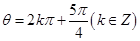 θ = 2kπ + 5π/4 (k ∈ Z)